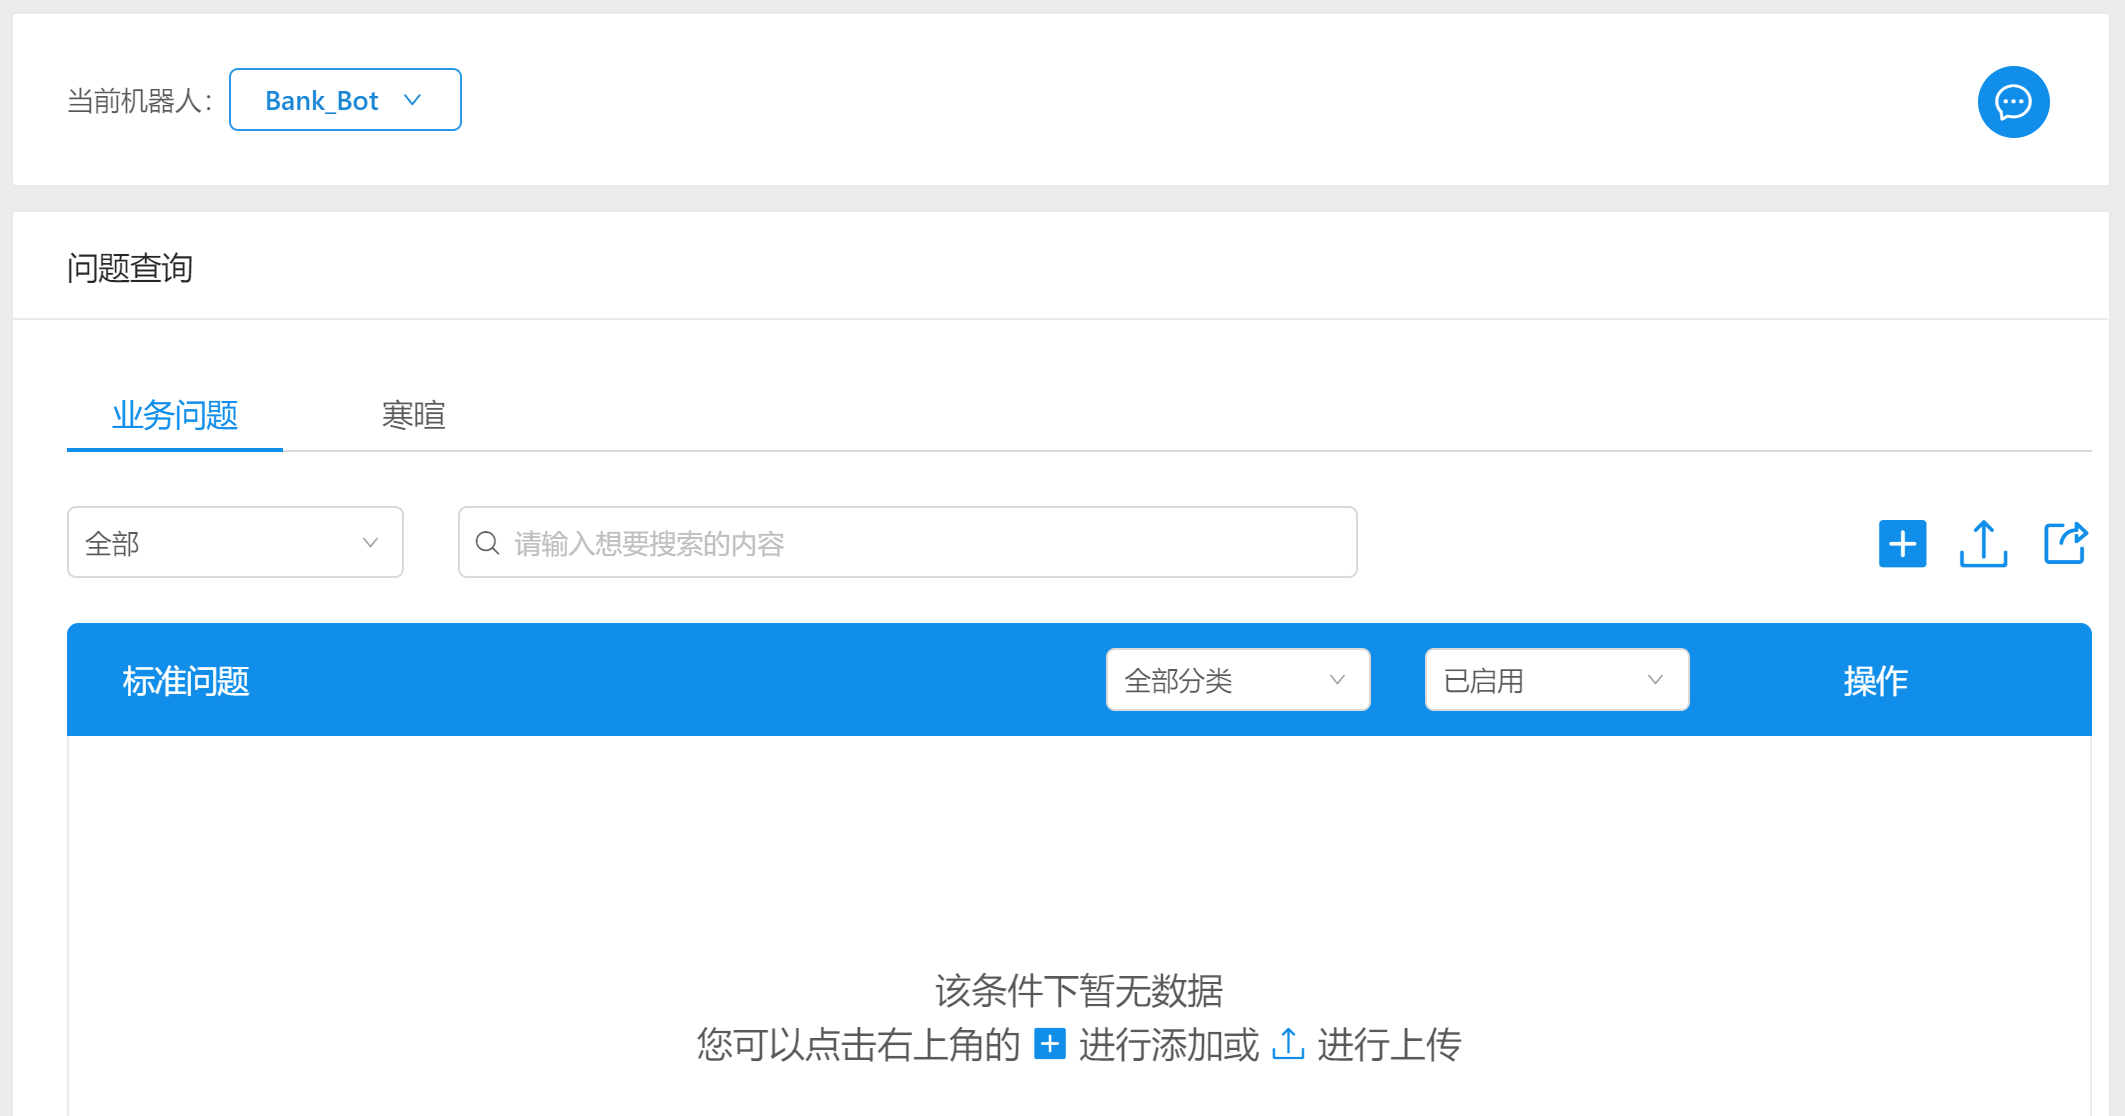 当前机器人： Bank_Bot
问题查询
业务问题 寒暄
全部 请输入想要搜索的内容
标准问题 全部分类 已启用 操作
该条件下暂无数据
您可以点击右上角的 进行添加或 进行上传